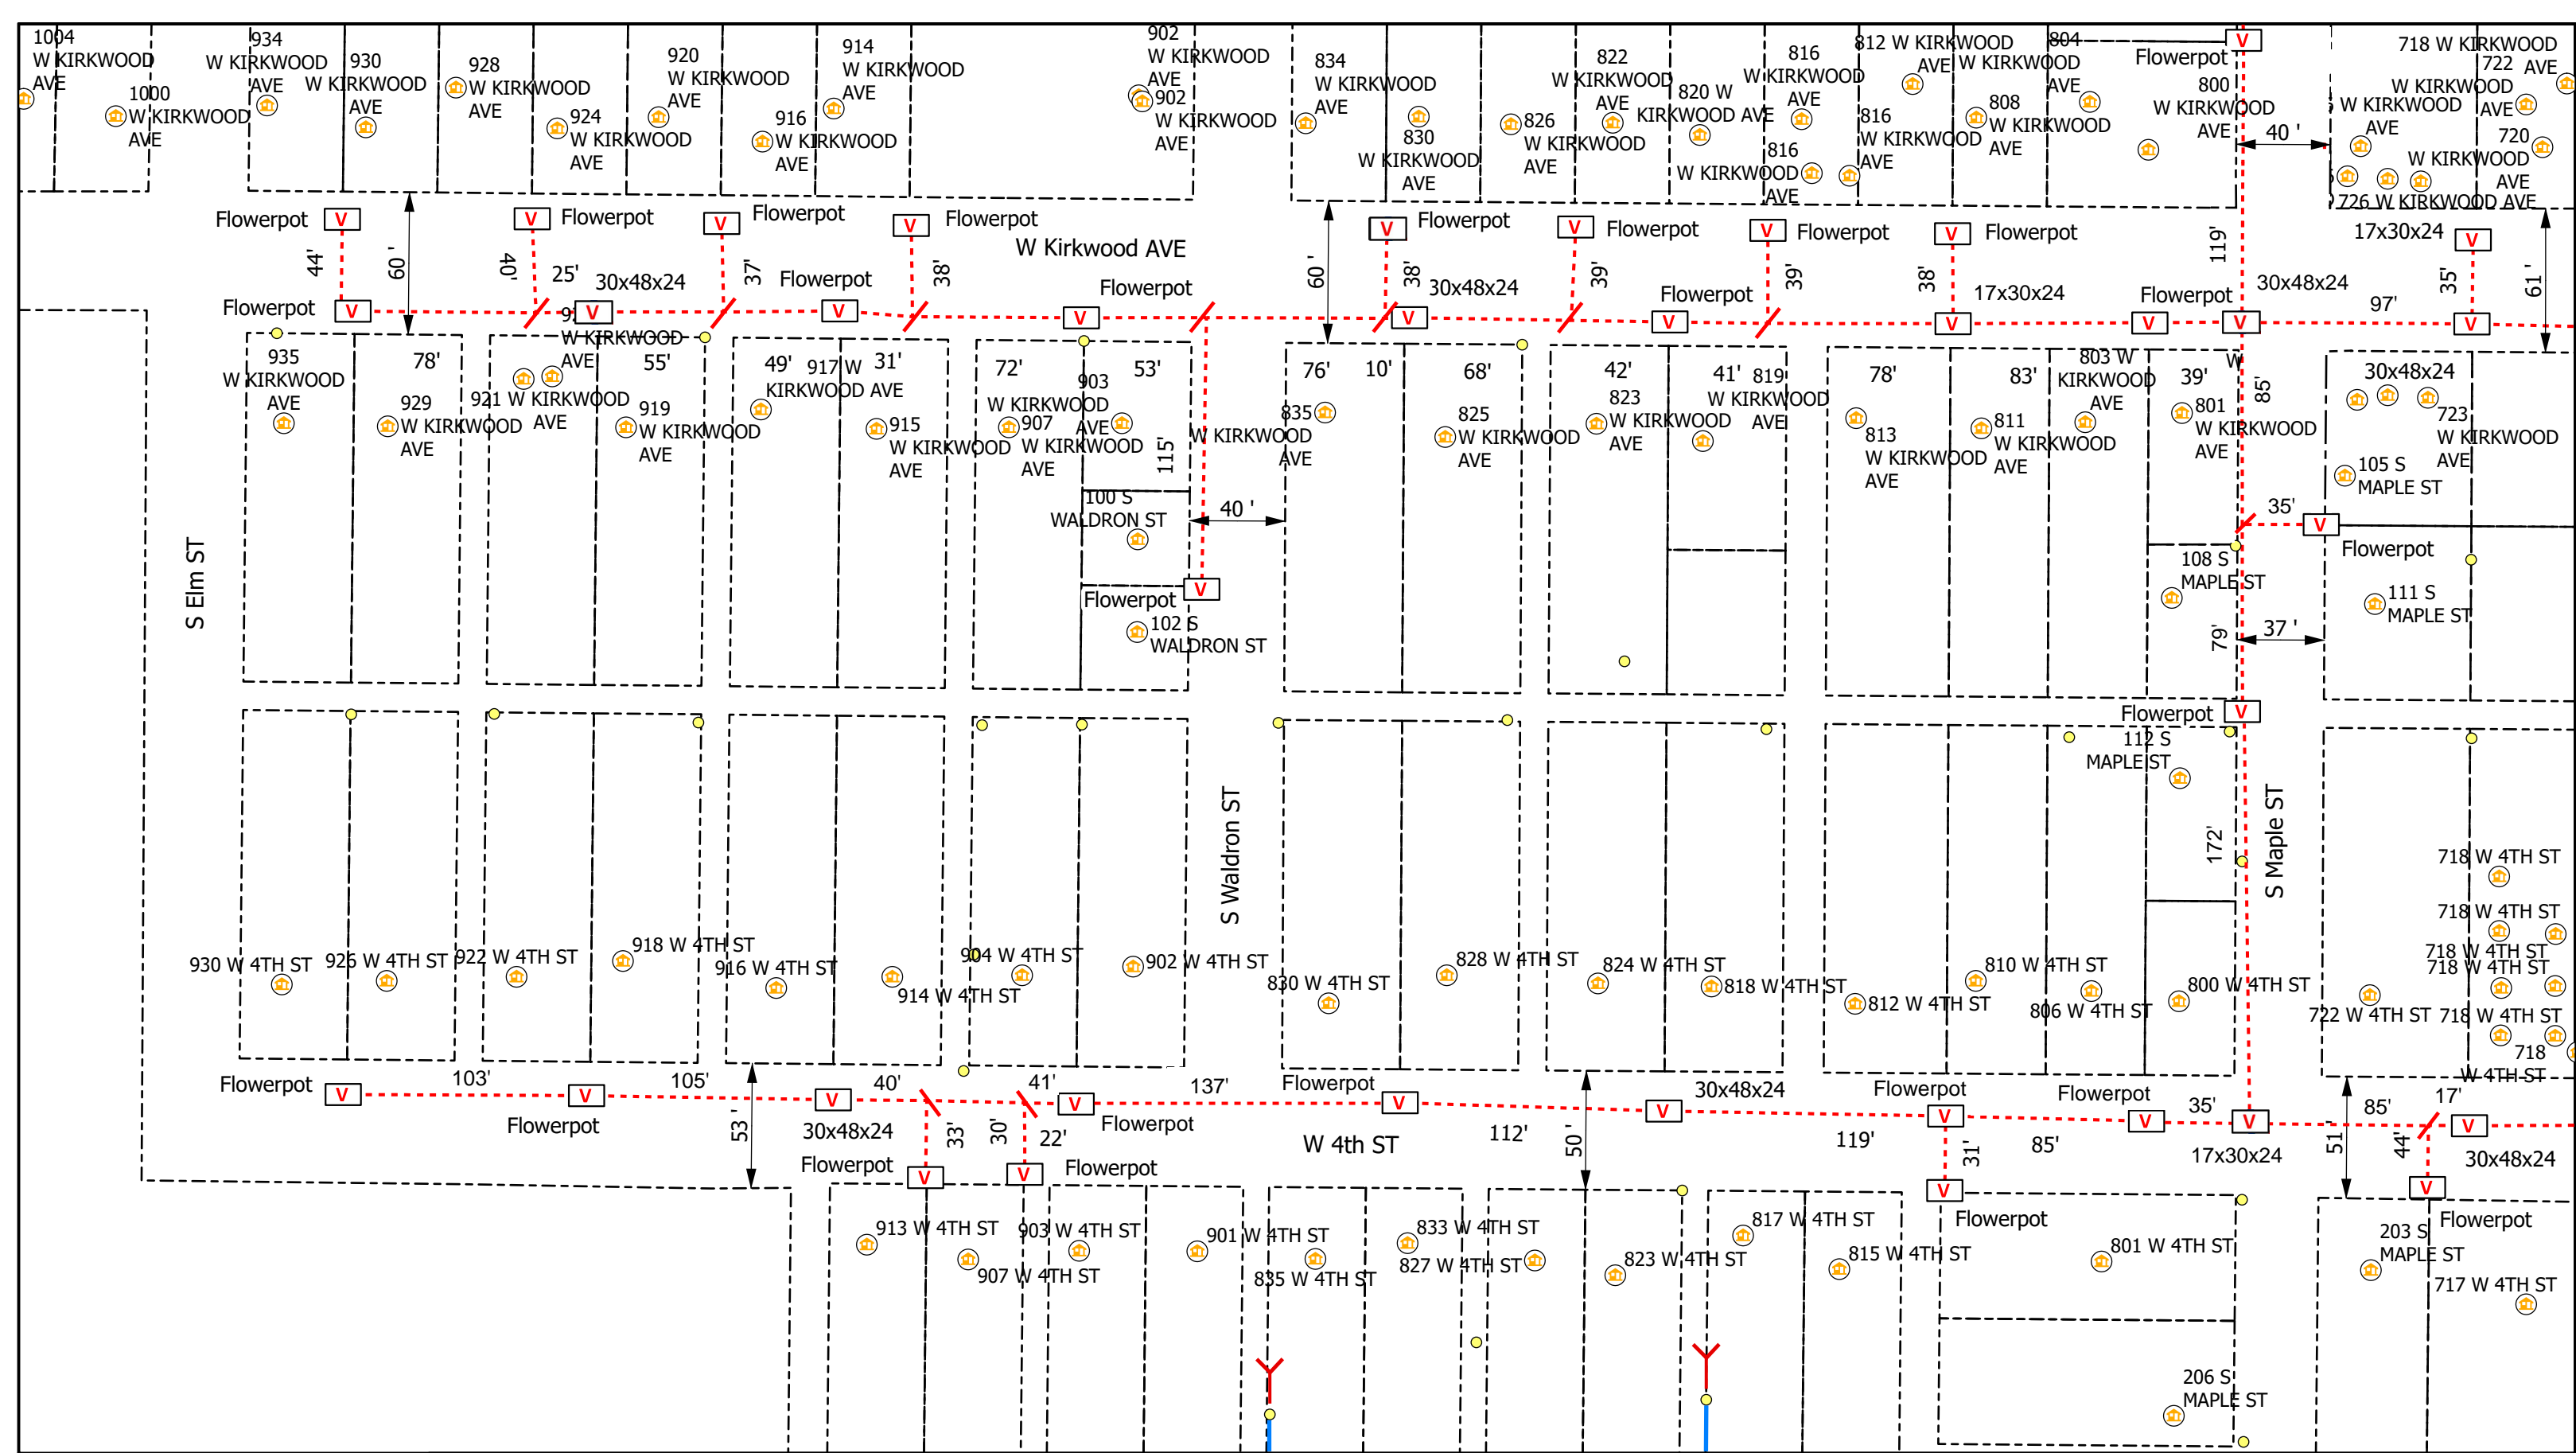 1004
W KIRKWOOD
AVE
1000
W KIRKWOOD
AVE
934
W KIRKWOOD
AVE
930
W KIRKWOOD
AVE
928
W KIRKWOOD
AVE
924
W KIRKWOOD
AVE
920
W KIRKWOOD
AVE
916
W KIRKWOOD
AVE
914
W KIRKWOOD
AVE
902
W KIRKWOOD
AVE
902
W KIRKWOOD
AVE
834
W KIRKWOOD
AVE
830
W KIRKWOOD
AVE
826
W KIRKWOOD
AVE
822
W KIRKWOOD
AVE
820 W
KIRKWOOD AVE
816
W KIRKWOOD
AVE
816
W KIRKWOOD
AVE
816
W KIRKWOOD
AVE
812 W KIRKWOOD
AVE
808
W KIRKWOOD
AVE
804
W KIRKWOOD
AVE
800
W KIRKWOOD
AVE
Flowerpot
V
40 '
718 W KIRKWOOD
AVE
722
W KIRKWOOD
AVE
W KIRKWOOD
AVE
720
W KIRKWOOD
AVE
726 W KIRKWOOD AVE
Flowerpot
V
V
Flowerpot
V
Flowerpot
V
Flowerpot
W Kirkwood AVE
V
Flowerpot
V
Flowerpot
V
Flowerpot
V
Flowerpot
17x30x24
V
44'
60 '
40'
25'
30x48x24
37'
Flowerpot
38'
Flowerpot
60 '
38'
30x48x24
39'
Flowerpot
39'
38'
17x30x24
Flowerpot
119'
30x48x24
97'
35'
61 '
Flowerpot
V
V
V
V
V
V
V
V
V
V
935
W KIRKWOOD
AVE
78'
929
W KIRKWOOD
AVE
W KIRKWOOD
AVE
921 W KIRKWOOD
AVE
55'
919
W KIRKWOOD
AVE
49'
917 W
KIRKWOOD AVE
31'
915
W KIRKWOOD
AVE
72'
907
W KIRKWOOD
AVE
903
W KIRKWOOD
AVE
53'
115'
76'
835
W KIRKWOOD
AVE
10'
68'
825
W KIRKWOOD
AVE
42'
823
W KIRKWOOD
AVE
41'
819
W KIRKWOOD
AVE
78'
813
W KIRKWOOD
AVE
83'
811
W KIRKWOOD
AVE
803 W
KIRKWOOD
AVE
39'
801
W KIRKWOOD
AVE
W
85'
30x48x24
723
W KIRKWOOD
AVE
105 S
MAPLE ST
100 S
WALDRON ST
40 '
35'
V
Flowerpot
S Elm ST
Flowerpot
V
102 S
WALDRON ST
108 S
MAPLE ST
111 S
MAPLE ST
79'
37 '
Flowerpot
V
112 S
MAPLE ST
S Waldron ST
172'
S Maple ST
718 W 4TH ST
718 W 4TH ST
718 W 4TH ST
718 W 4TH ST
718 W 4TH ST
718
W 4TH ST
930 W 4TH ST
926 W 4TH ST
922 W 4TH ST
918 W 4TH ST
916 W 4TH ST
914 W 4TH ST
904 W 4TH ST
902 W 4TH ST
830 W 4TH ST
828 W 4TH ST
824 W 4TH ST
818 W 4TH ST
812 W 4TH ST
810 W 4TH ST
806 W 4TH ST
800 W 4TH ST
722 W 4TH ST
Flowerpot
V
103'
V
Flowerpot
105'
53 '
V
30x48x24
40'
33'
30'
41'
22'
V
Flowerpot
137'
Flowerpot
V
W 4th ST
112'
50 '
V
30x48x24
119'
Flowerpot
V
31'
85'
Flowerpot
V
35'
V
17x30x24
51 '
85'
44'
17'
V
30x48x24
Flowerpot
V
V
Flowerpot
V
Flowerpot
V
Flowerpot
913 W 4TH ST
907 W 4TH ST
903 W 4TH ST
901 W 4TH ST
835 W 4TH ST
833 W 4TH ST
827 W 4TH ST
823 W 4TH ST
817 W 4TH ST
815 W 4TH ST
801 W 4TH ST
203 S
MAPLE ST
717 W 4TH ST
206 S
MAPLE ST